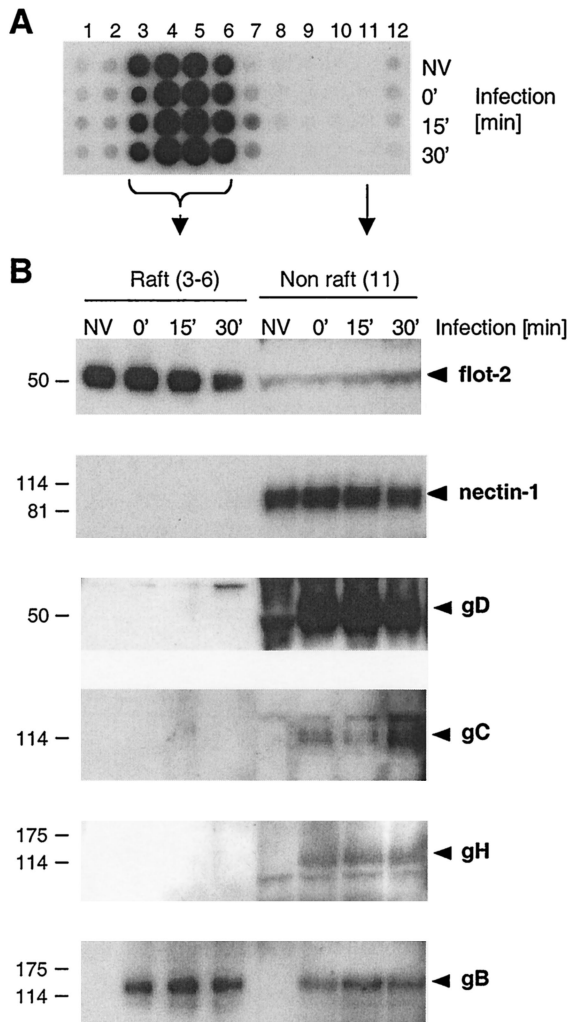 A
1 2 3 4 5 6 7 8 9 10 11 12
NV
0' Infection
15' [min]
30'
B
Raft (3-6) Non raft (11)
NV 0' 15' 30' NV 0' 15' 30' Infection [min]
50 – flot-2
114 –
81 – nectin-1
50 – gD
114 – gC
175 –
114 – gH
175 –
114 – gB